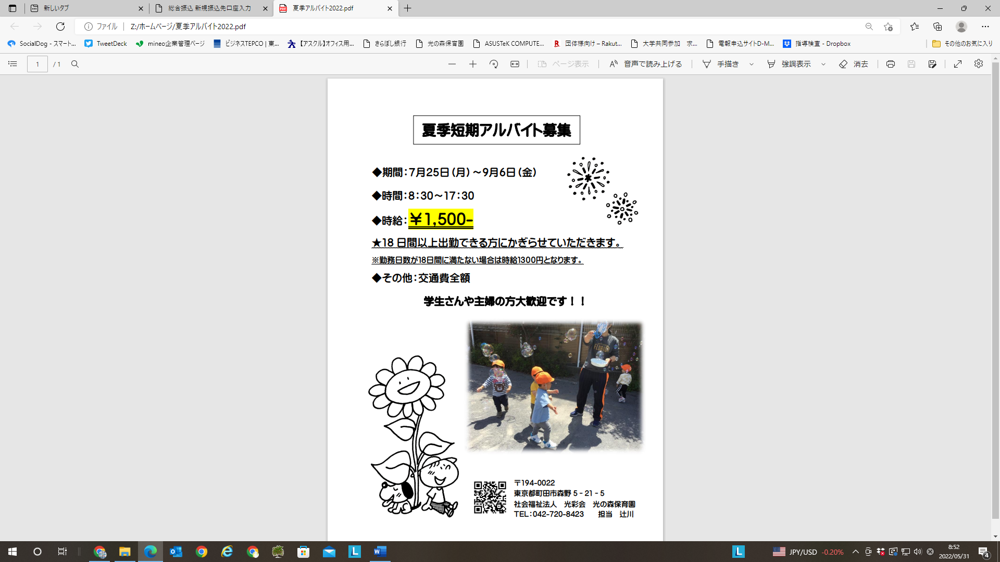 新しいタブ
総合振込 新規振込先口座入力
夏季アルバイト2022.pdf
ファイル
Z:/ホームページ/夏季アルバイト2022.pdf
SocialDog - スマート...
TweetDeck
mineo企業管理ページ
ビジネスTEPCO | 東...
【アスクル】オフィス用...
きらぼし銀行
光の森保育園
ASUSTeK COMPUTE...
団体様向け – Rakut...
大学共同参加 求...
電報申込サイトD-M...
指導検査 - Dropbox
その他のお気に入り
1 / 1
ページ表示
音声で読み上げる
手描き
強調表示
消去
夏季短期アルバイト募集
◆期間：7月25日（月）～9月6日（金）
◆時間：8：30～17：30
◆時給：￥1,500-
★18 日間以上出勤できる方にかぎらせていただきます。
※勤務日数が18日間に満たない場合は時給1300円となります。
◆その他：交通費全額
学生さんや主婦の方大歓迎です！！
FLORIDA
〒194-0022
東京都町田市森野５‐21‐５
社会福祉法人 光彩会 光の森保育園
TEL：042-720-8423 担当 辻川
JPY/USD -0.20%
8:52
2022/05/31
4